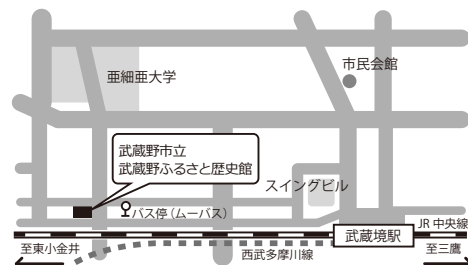 市民会館
亜細亜大学
武蔵野市立
武蔵野ふるさと歴史館
スイングビル
バス停（ムーバス）
JR 中央線
武蔵境駅
至東小金井
西武多摩川線
至三鷹